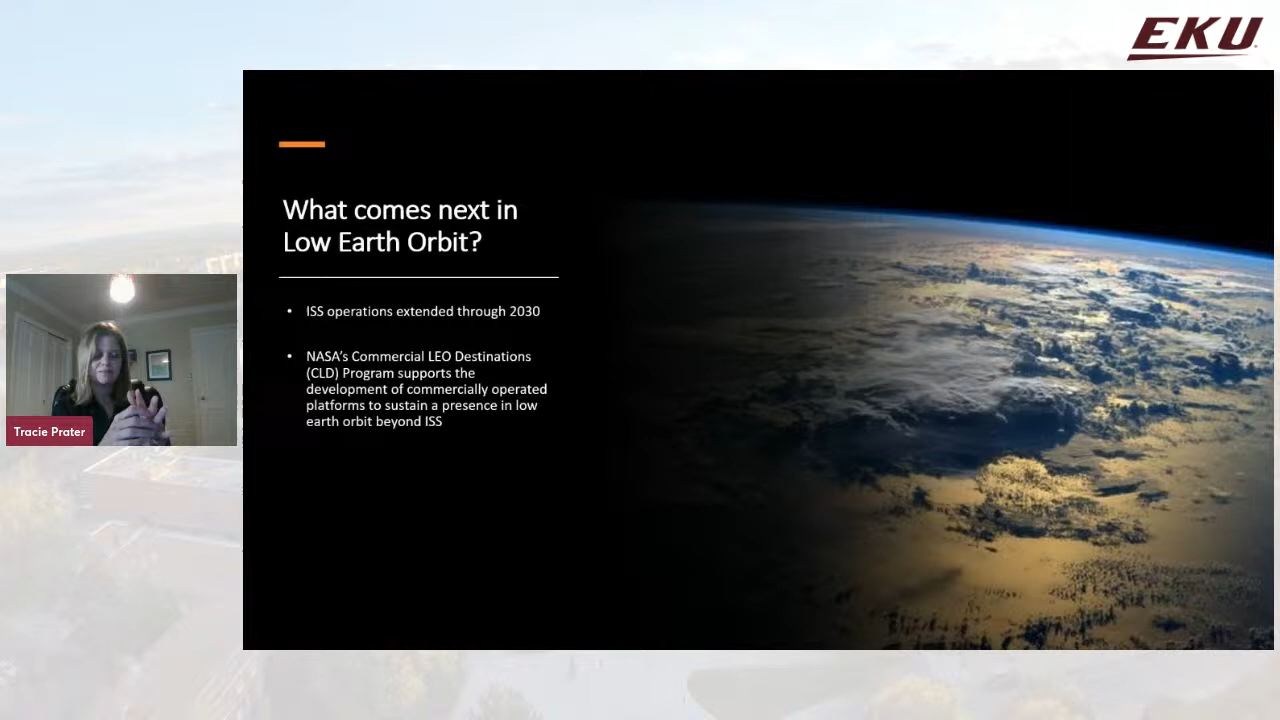 EKU
What comes next in
Low Earth Orbit?
• ISS operations extended through 2030
• NASA's Commercial LEO Destinations
(CLD) Program supports the
development of commercially operated
platforms to sustain a presence in low
earth orbit beyond ISS
Tracie Prater